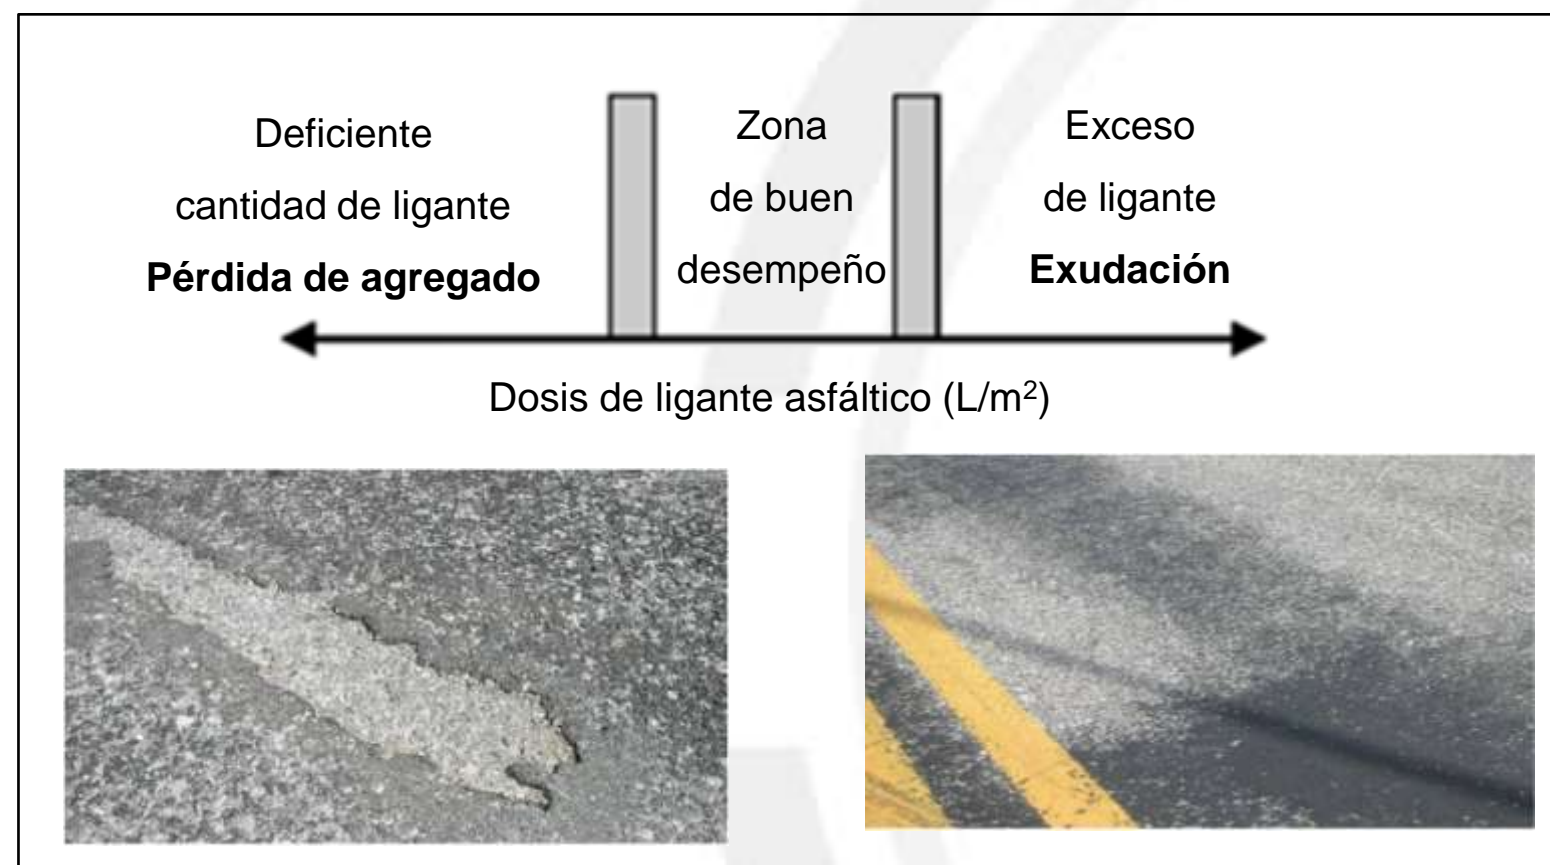 Deficiente
cantidad de ligante
Pérdida de agregado
Zona
de buen
desempeño
Exceso
de ligante
Exudación
Dosis de ligante asfáltico (L/m²)